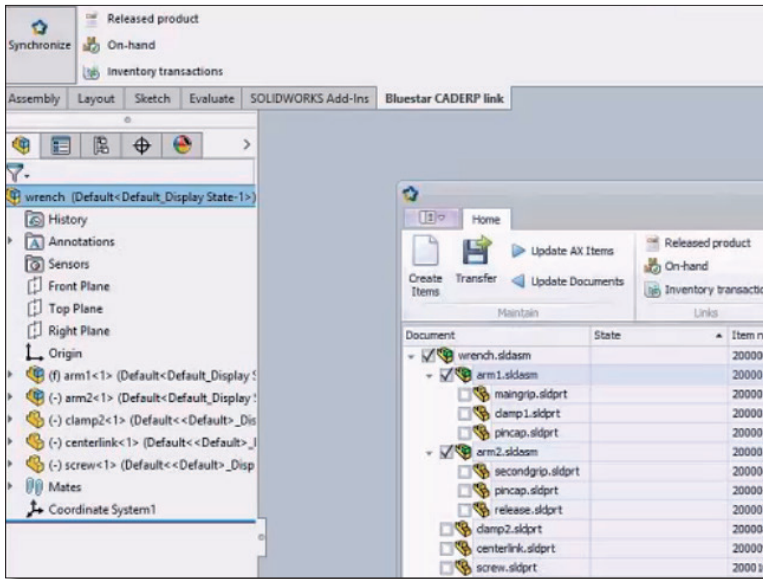 Synchronize
Released product
On-hand
Inventory transactions
Assembly Layout Sketch Evaluate SOLIDWORKS Add-Ins Bluestar CADERP link
wrench (Default<Default_Display State-1>)
History
Annotations
Sensors
Front Plane
Top Plane
Right Plane
Origin
(f) arm1<1> (Default<Default_Display S
(-) arm2<1> (Default<Default_Display S
(-) clamp2<1> (Default<<Default>_Dis
(-) centerlink<1> (Default<<Default>_
(-) screw<1> (Default<<Default>_Disp
Mates
Coordinate System1
Home
Create Items
Transfer
Update AX Items
Update Documents
Maintain
Released product
On-hand
Inventory transactio
Links
Document State Item n
wrench.sldasm 20000
arm1.sldasm 20000
maingrip.sldprt 20000
clamp1.sldprt 20000
pincap.sldprt 20000
arm2.sldasm 20000
secondgrip.sldprt 20000
pincap.sldprt 20000
release.sldprt 20000
clamp2.sldprt 20000
centerlink.sldprt 20000
screw.sldprt 20001